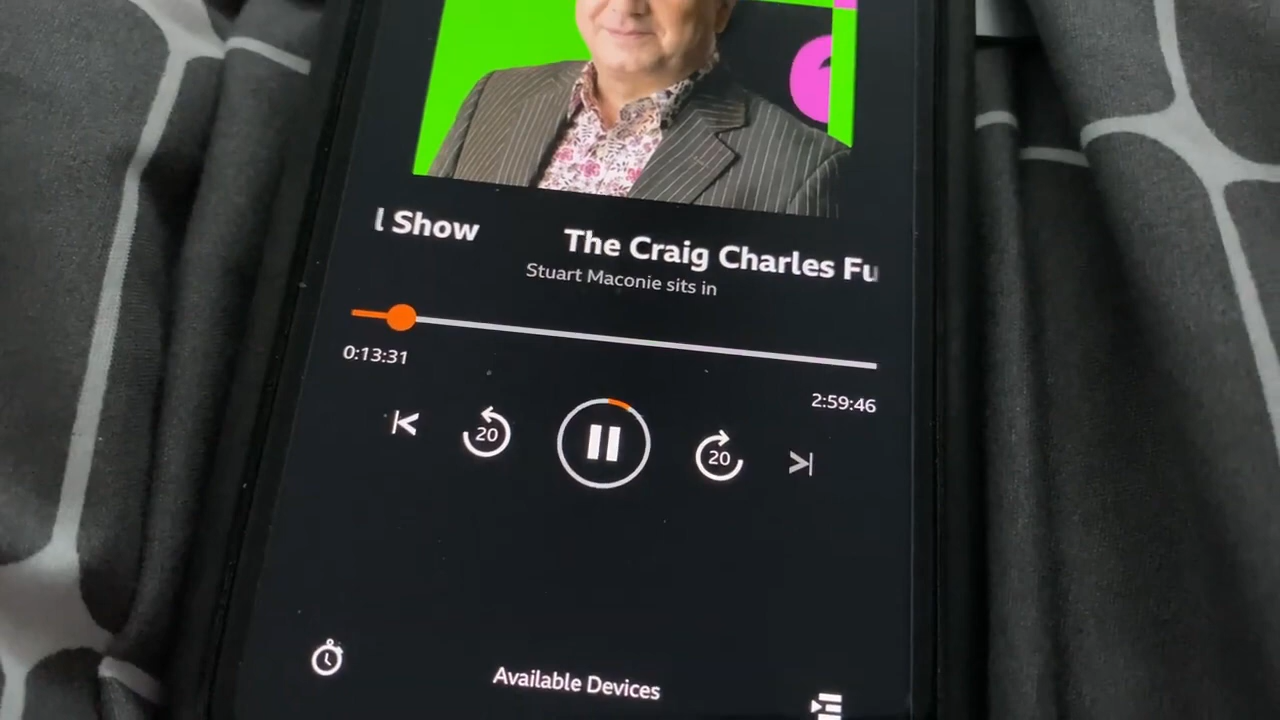 l Show The Craig Charles Fu
Stuart Maconie sits in
0:13:31
2:59:46
20
20
Available Devices